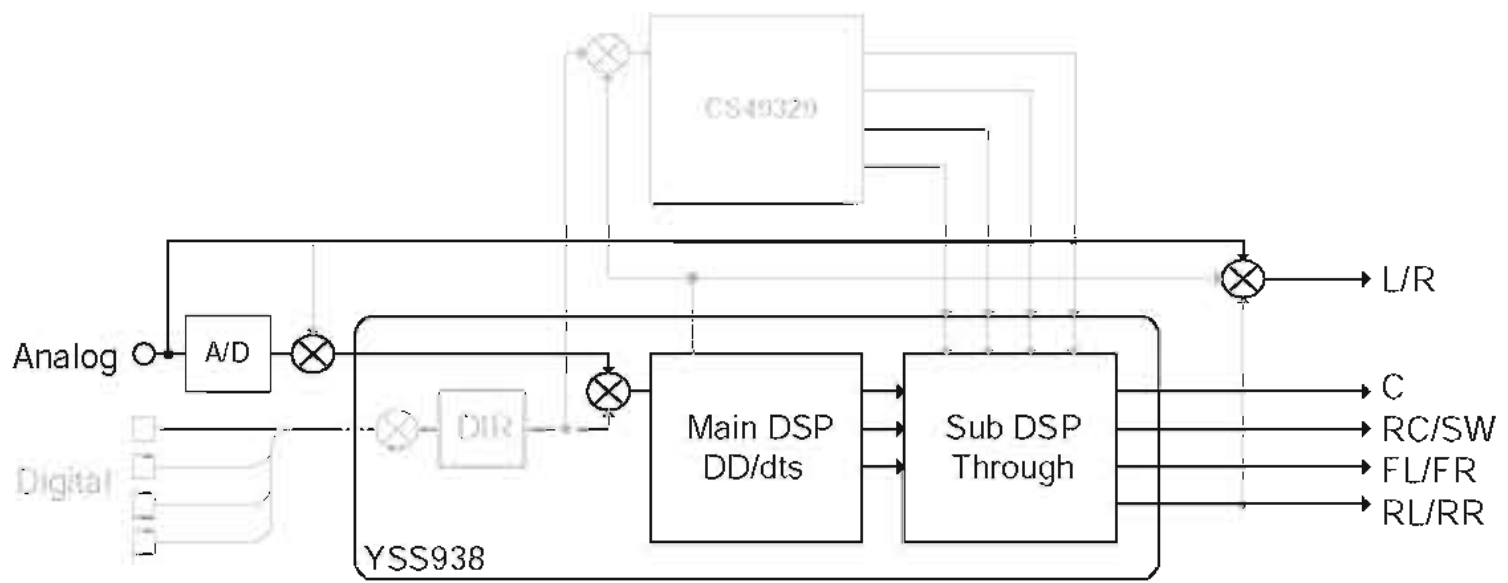 CS49329
L/R
Analog
A/D
C
DIR
Main DSP
DD/dts
Sub DSP
Through
RC/SW
Digital
FL/FR
RL/RR
YSS938